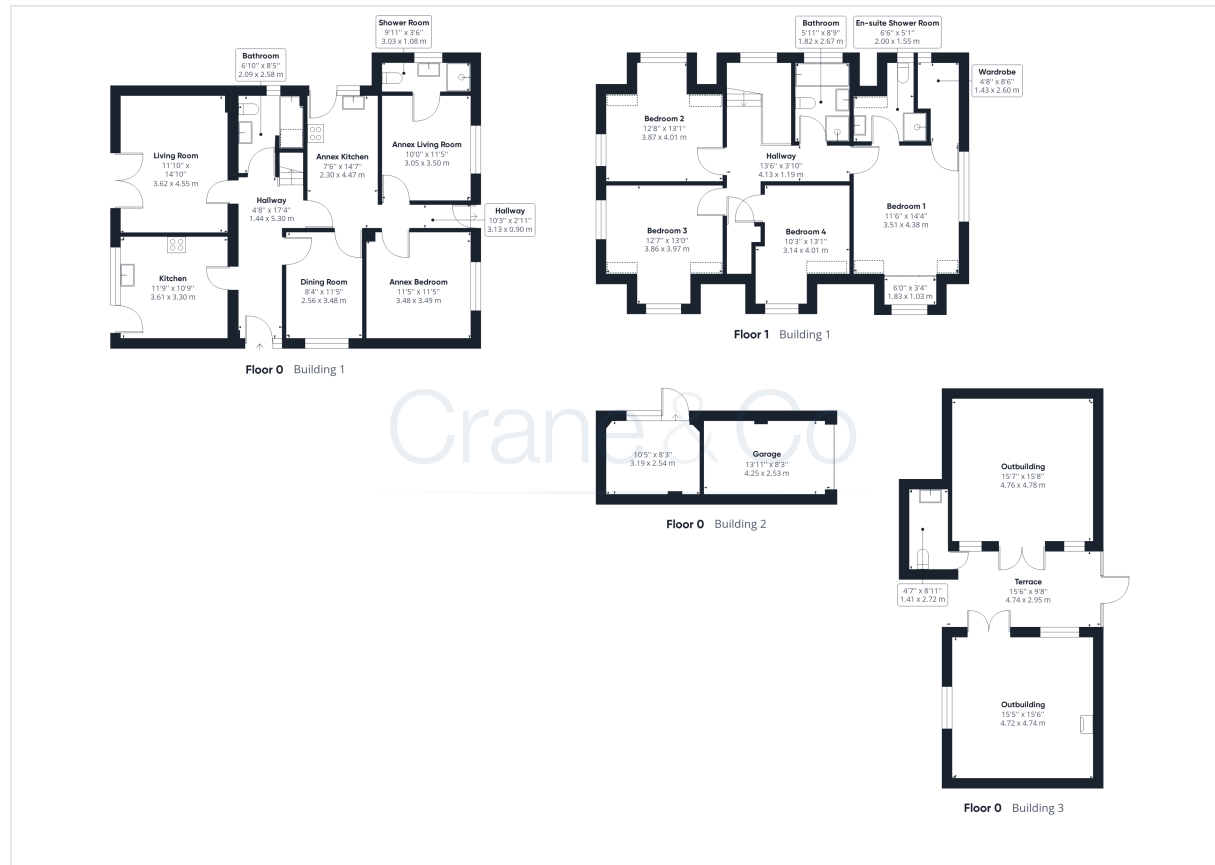 Shower Room
9'11" x 3'6"
3.03 x 1.08 m
Bathroom
6'10" x 8'5"
2.09 x 2.58 m
Living Room
11'10" x
14'10"
3.62 x 4.55 m
Annex Kitchen
7'6" x 14'7"
2.30 x 4.47 m
Annex Living Room
10'0" x 11'5"
3.05 x 3.50 m
Hallway
4'8" x 17'4"
1.44 x 5.30 m
Hallway
10'3" x 2'11"
3.13 x 0.90 m
Kitchen
11'9" x 10'9"
3.61 x 3.30 m
Dining Room
8'4" x 11'5"
2.56 x 3.48 m
Annex Bedroom
11'5" x 11'5"
3.48 x 3.49 m
Floor 0 Building 1
Bathroom
5'11" x 8'9"
1.82 x 2.67 m
En-suite Shower Room
6'6" x 5'1"
2.00 x 1.55 m
Wardrobe
4'8" x 8'6"
1.43 x 2.60 m
Bedroom 2
12'8" x 13'1"
3.87 x 4.01 m
Hallway
13'6" x 3'10"
4.13 x 1.19 m
Bedroom 1
11'6" x 14'4"
3.51 x 4.38 m
Bedroom 3
12'7" x 13'0"
3.86 x 3.97 m
Bedroom 4
10'3" x 13'1"
3.14 x 4.01 m
6'0" x 3'4"
1.83 x 1.03 m
Floor 1 Building 1
Crane & Co
10'5" x 8'3"
3.19 x 2.54 m
Garage
13'11" x 8'3"
4.25 x 2.53 m
Floor 0 Building 2
Outbuilding
15'7" x 15'8"
4.76 x 4.78 m
4'7" x 8'11"
1.41 x 2.72 m
Terrace
15'6" x 9'8"
4.74 x 2.95 m
Outbuilding
15'5" x 15'6"
4.72 x 4.74 m
Floor 0 Building 3